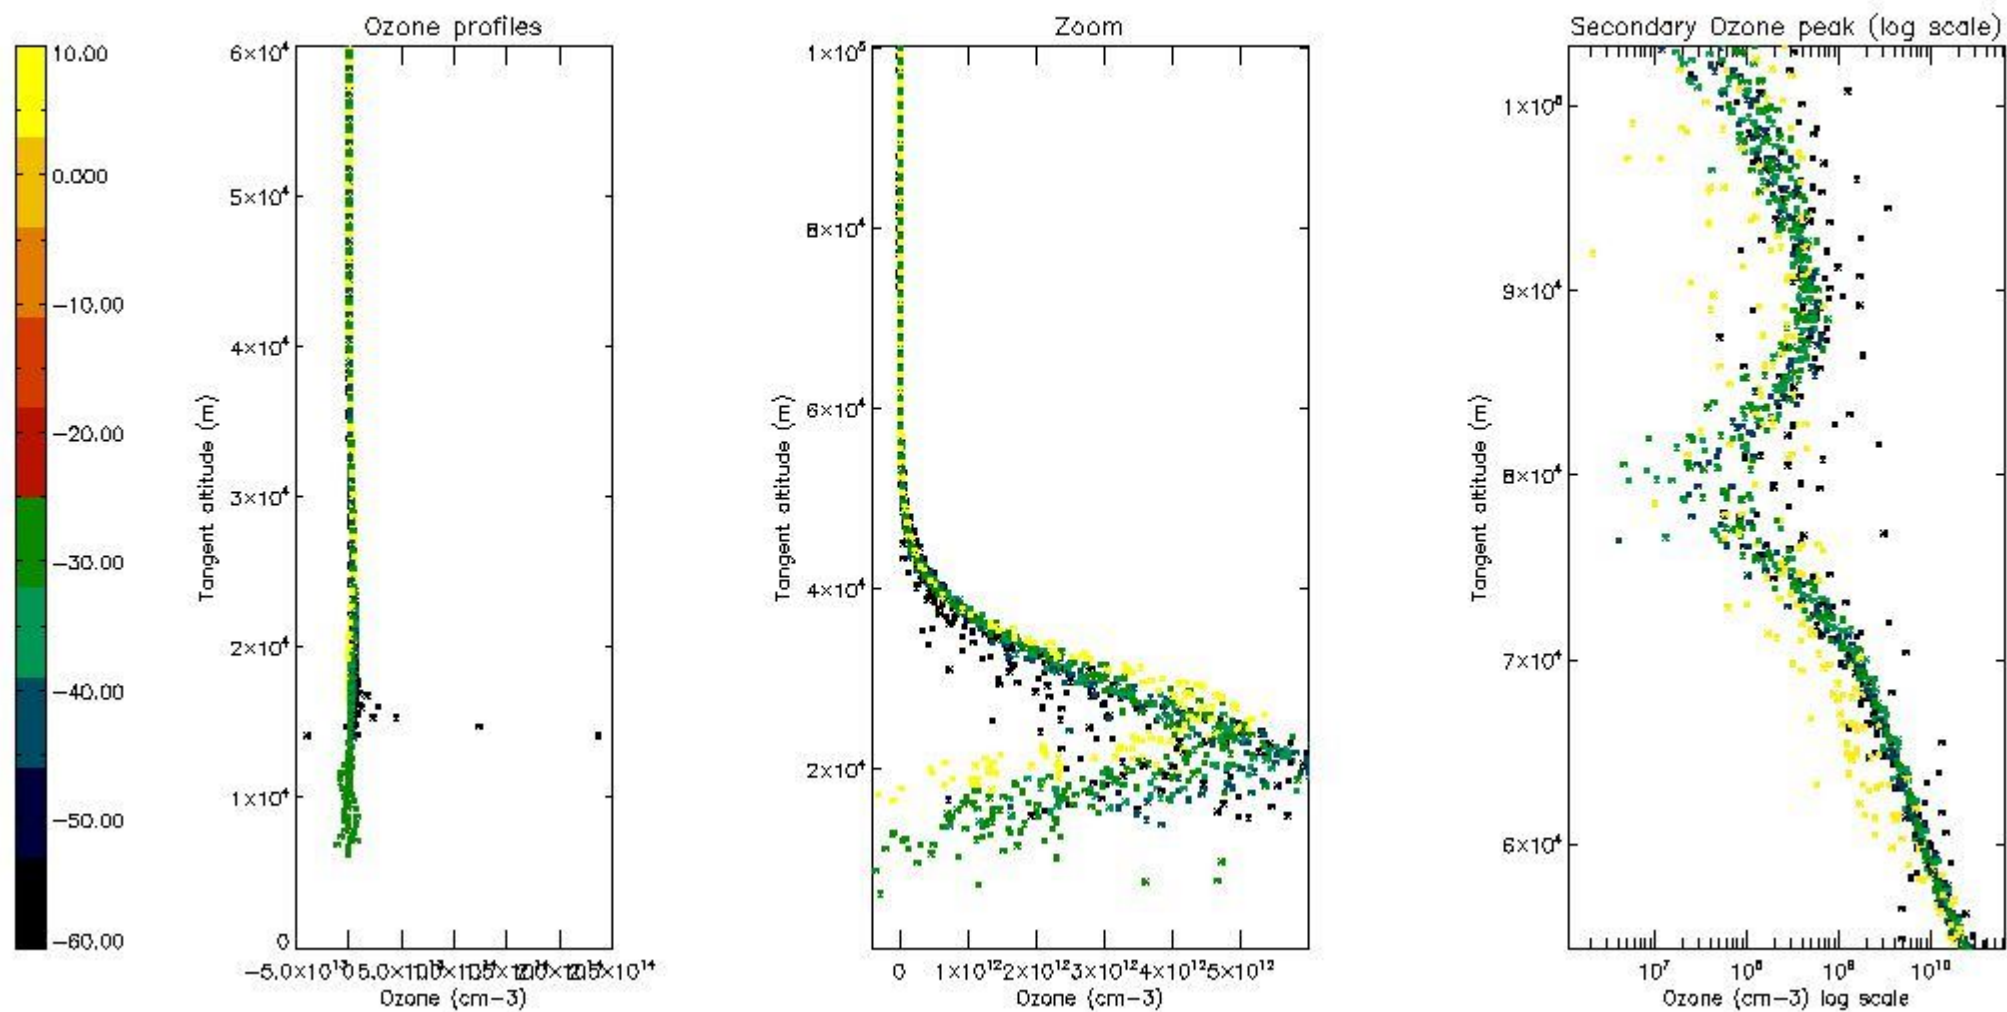 Ozone profiles
Zoom
Secondary Ozone peak (log scale)
10.00
0.000
−10.00
−20.00
−30.00
−40.00
−50.00
−60.00
6×10⁴
5×10⁴
4×10⁴
3×10⁴
2×10⁴
1×10⁴
0
Tangent altitude (m)
Ozone (cm−3)
1×10⁵
8×10⁴
6×10⁴
4×10⁴
2×10⁴
Tangent altitude (m)
0 1×10¹² 2×10¹² 3×10¹² 4×10¹² 5×10¹²
Ozone (cm−3)
9×10⁴
8×10⁴
7×10⁴
6×10⁴
Tangent altitude (m)
10⁷ 10⁸ 10⁹ 10¹⁰
Ozone (cm−3) log scale